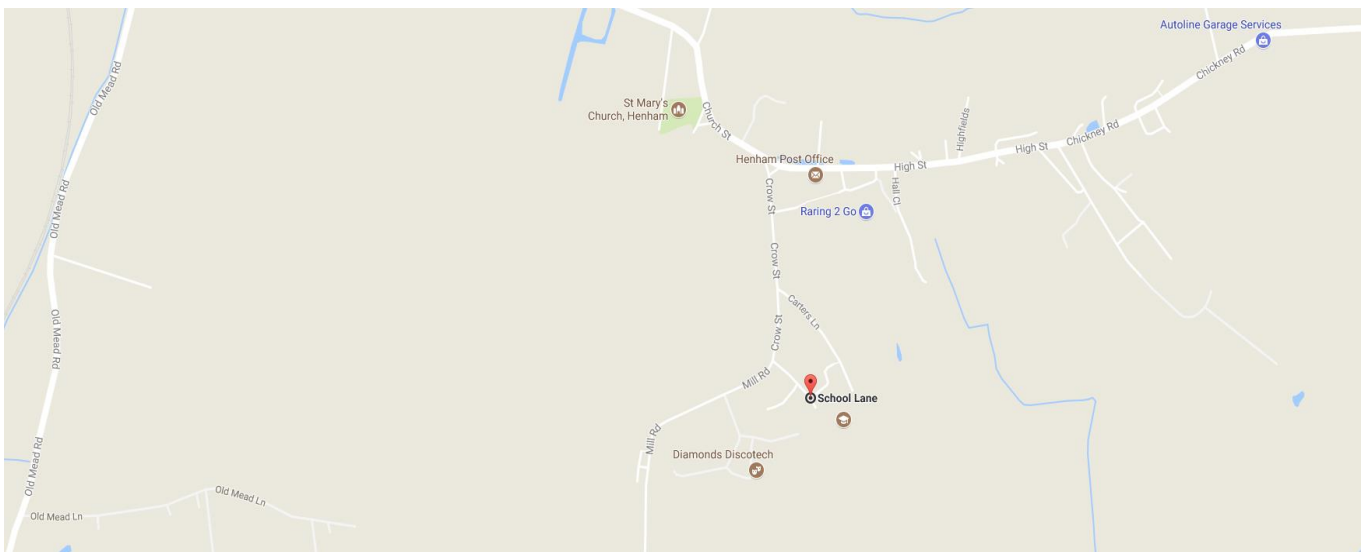 Autoline Garage Services
Chickney Rd
Old Mead Rd
St Mary's
Church, Henham
Church St
Highfields
Chickney Rd
High St
Henham Post Office
High St
Crow St
Hall Cl
Raring 2 Go
Old Mead Rd
Crow St
Carters Ln
Old Mead Rd
Crow St
Mill Rd
School Lane
Mill Rd
Diamonds Discotech
Old Mead Rd
Old Mead Ln
Old Mead Ln